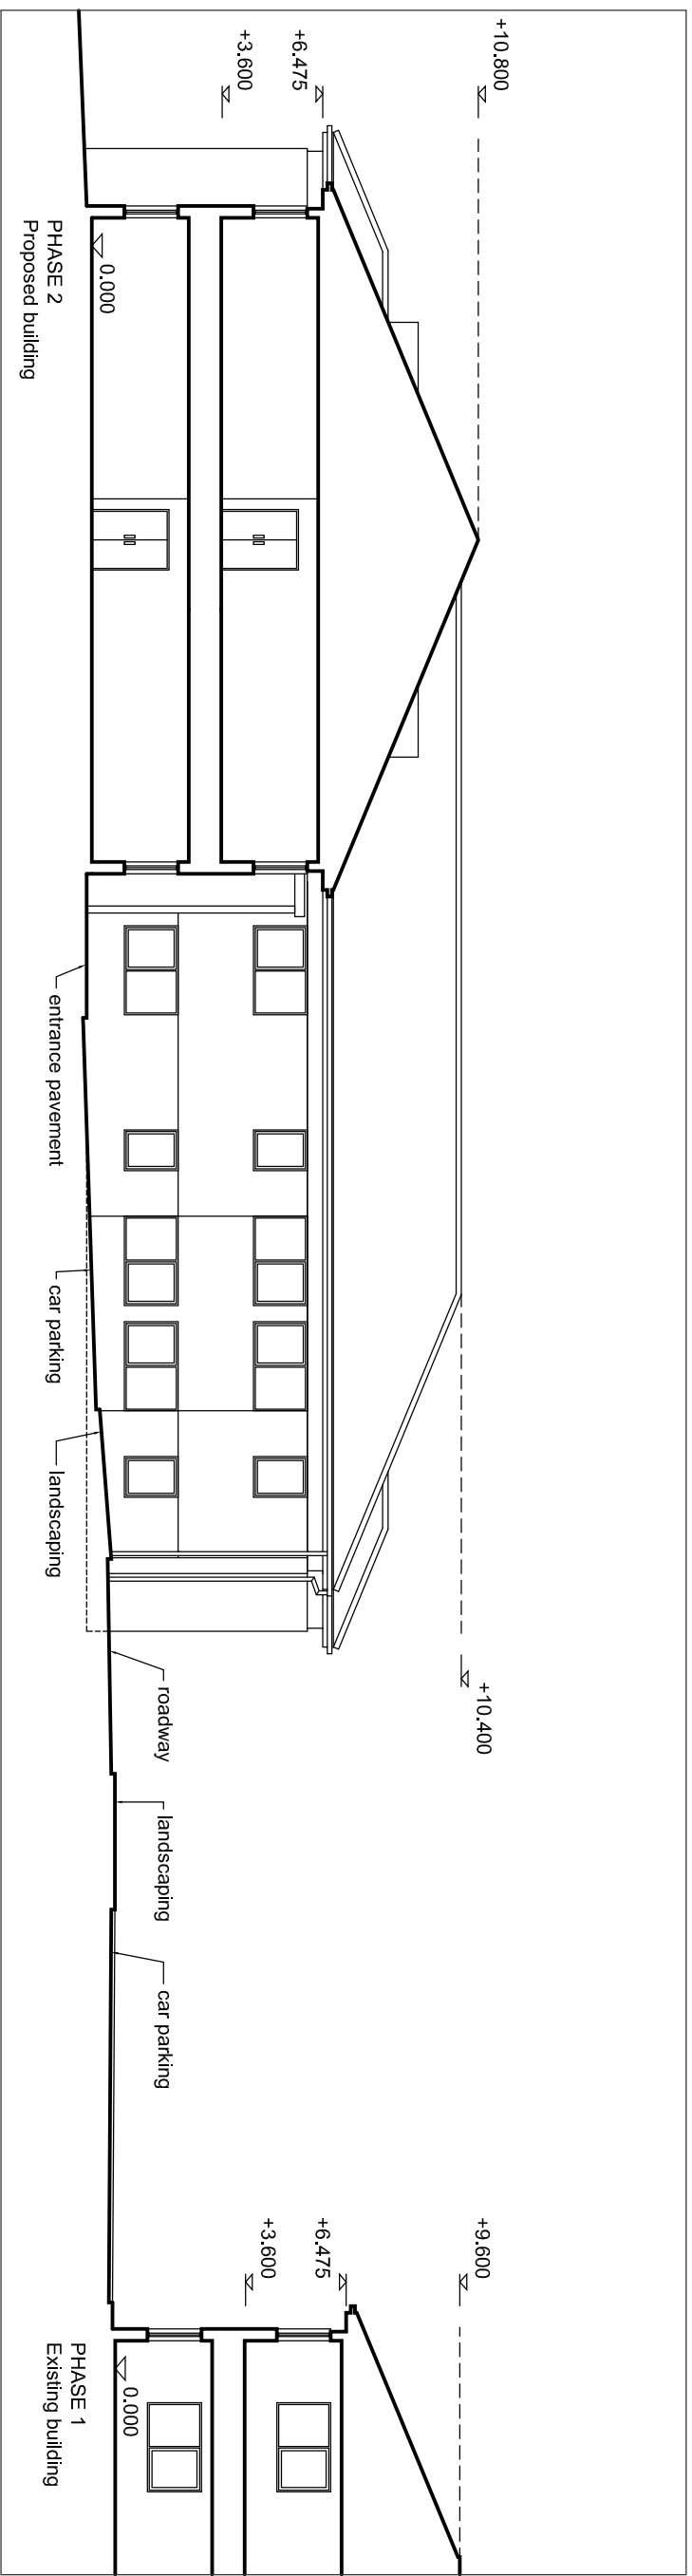 +10.800
+6.475
+3.600
0.000
PHASE 2
Proposed building
entrance pavement
car parking
landscaping
+10.400
roadway
landscaping
car parking
+9.600
+6.475
+3.600
0.000
PHASE 1
Existing building